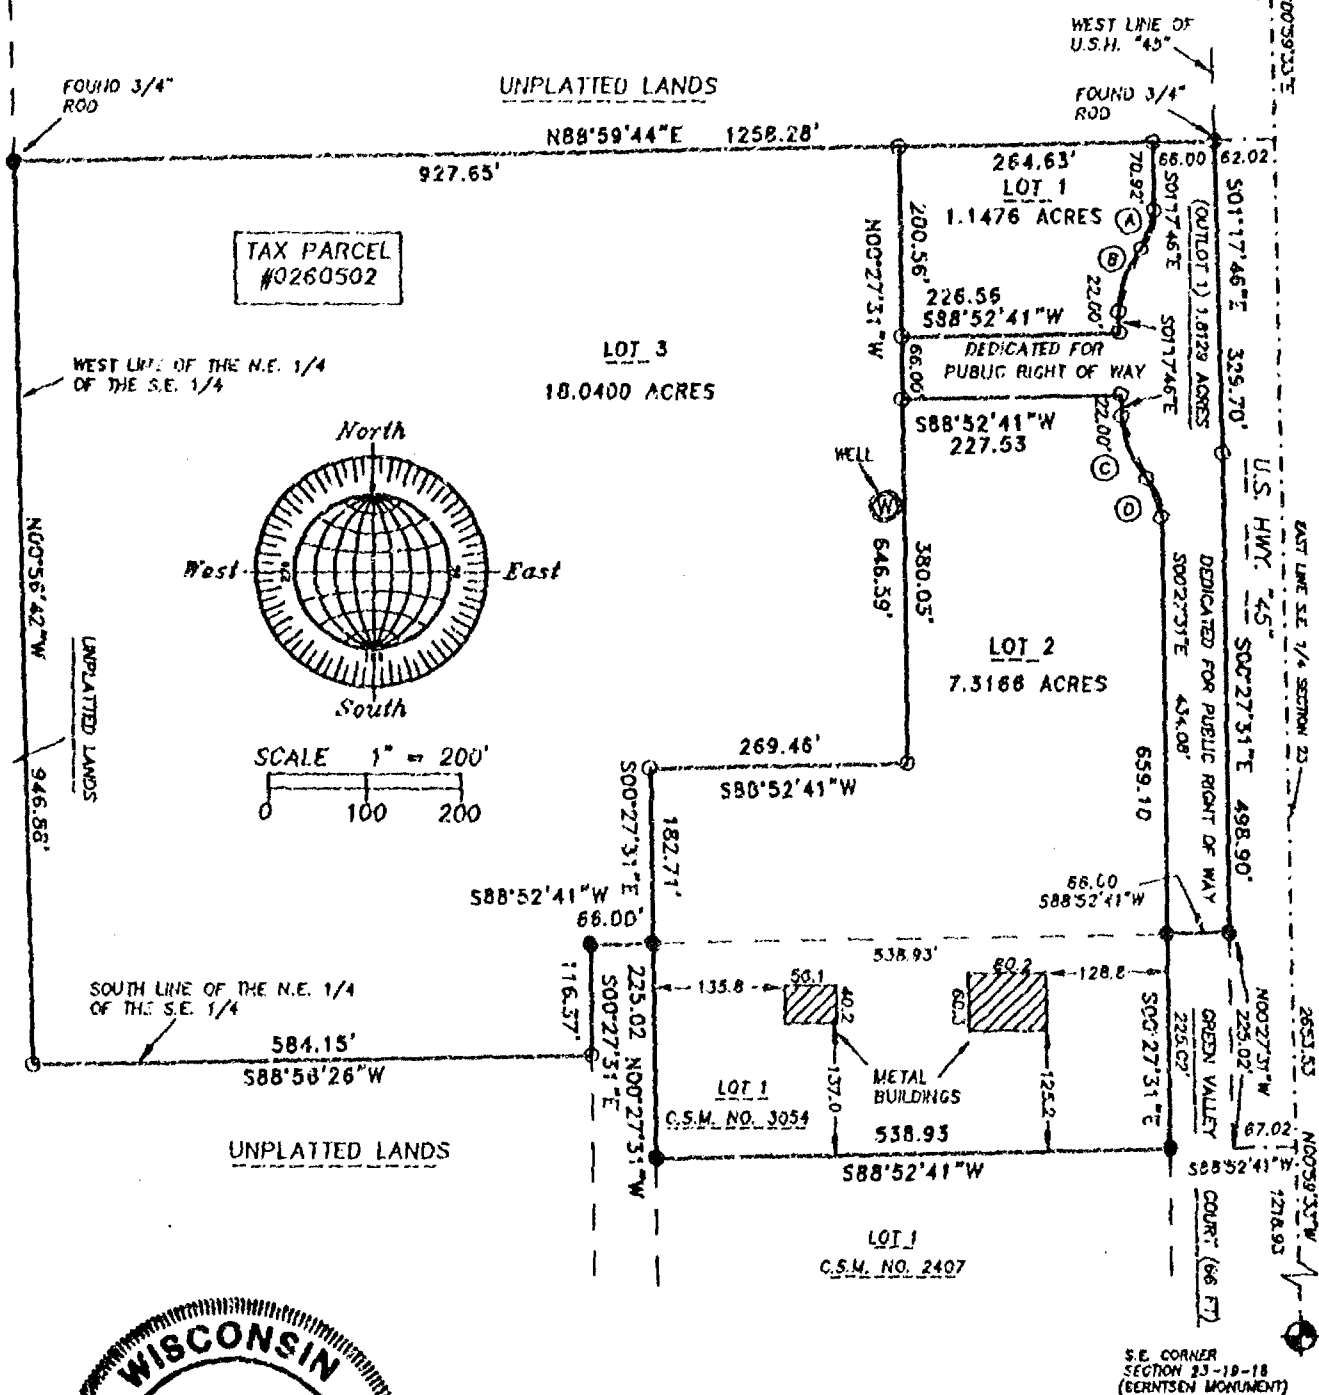 WEST LINE OF
U.S.H. "45"
FOUND 3/4"
ROD
UNPLATTED LANDS
FOUND 3/4"
ROD
N88°59'44"E 1258.28'
927.65'
264.63'
66.00
62.02
LOT 1
1.1476 ACRES
70.92'
S01°17'46"E
A
B
TAX PARCEL
#0260502
200.56'
N00°27'31"W
22.00'
S01°17'46"E
(OUTLOT 1) 1.8129 ACRES
S01°17'46"E 329.70'
226.56
S88°52'41"W
DEDICATED FOR
PUBLIC RIGHT OF WAY
66.00'
WEST LINE OF THE N.E. 1/4
OF THE S.E. 1/4
LOT 3
18.0400 ACRES
S88°52'41"W
227.53
22.00'
C
D
WELL
W
North
West
East
South
646.59'
380.03'
LOT 2
7.3166 ACRES
S00°27'31"E 434.08'
659.10
DEDICATED FOR PUBLIC RIGHT OF WAY
U.S. HWY. "45"
S00°27'31"E 498.90'
EAST LINE S.E. 1/4 SECTION 23
N00°56'42"W 946.86'
UNPLATTED LANDS
SCALE 1" = 200'
0 100 200
269.46'
S88°52'41"W
S00°27'31"E
182.71'
S88°52'41"W
66.00'
66.00
S88°52'41"W
538.93'
116.37'
S00°27'31"E
225.02 N00°27'31"W
135.8
50.1
40.2
60.2
60.3
128.8
137.0
125.2
METAL
BUILDINGS
LOT 1
C.S.M. NO. 3054
538.93
S88°52'41"W
S00°27'31"E
225.02'
GREEN VALLEY
COURT (66 FT)
N00°27'31"W
225.02'
67.02
S88°52'41"W
2653.53
N00°59'33"W
1218.93
SOUTH LINE OF THE N.E. 1/4
OF THE S.E. 1/4
584.15'
S88°56'26"W
UNPLATTED LANDS
LOT 1
C.S.M. NO. 2407
WISCONSIN
S.E. CORNER
SECTION 23-19-18
(BERNTSEN MONUMENT)